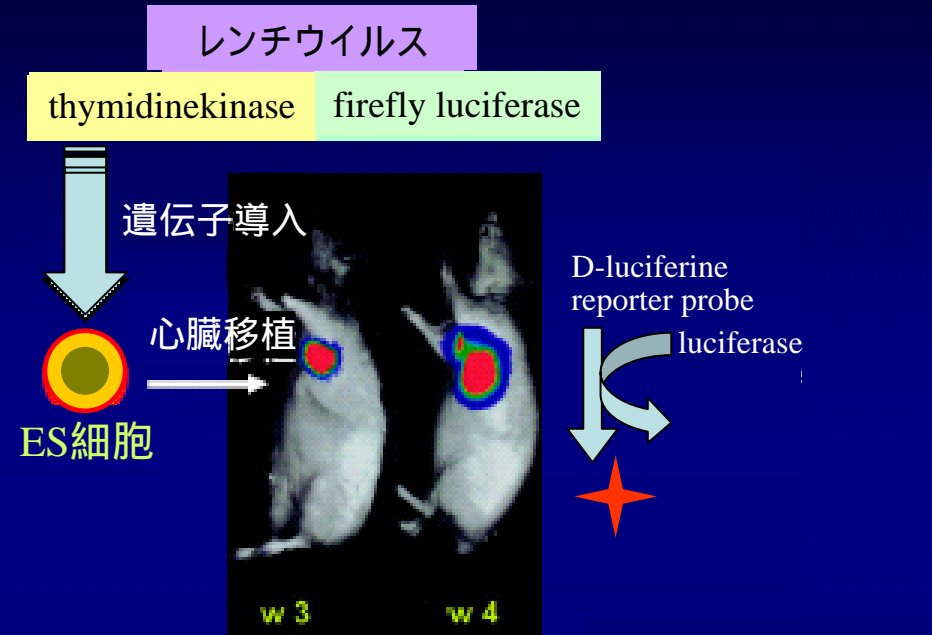 レンチウイルス
thymidinekinase firefly luciferase
遺伝子導入
心臓移植
ES細胞
D-luciferine
reporter probe
luciferase
w 3 w 4